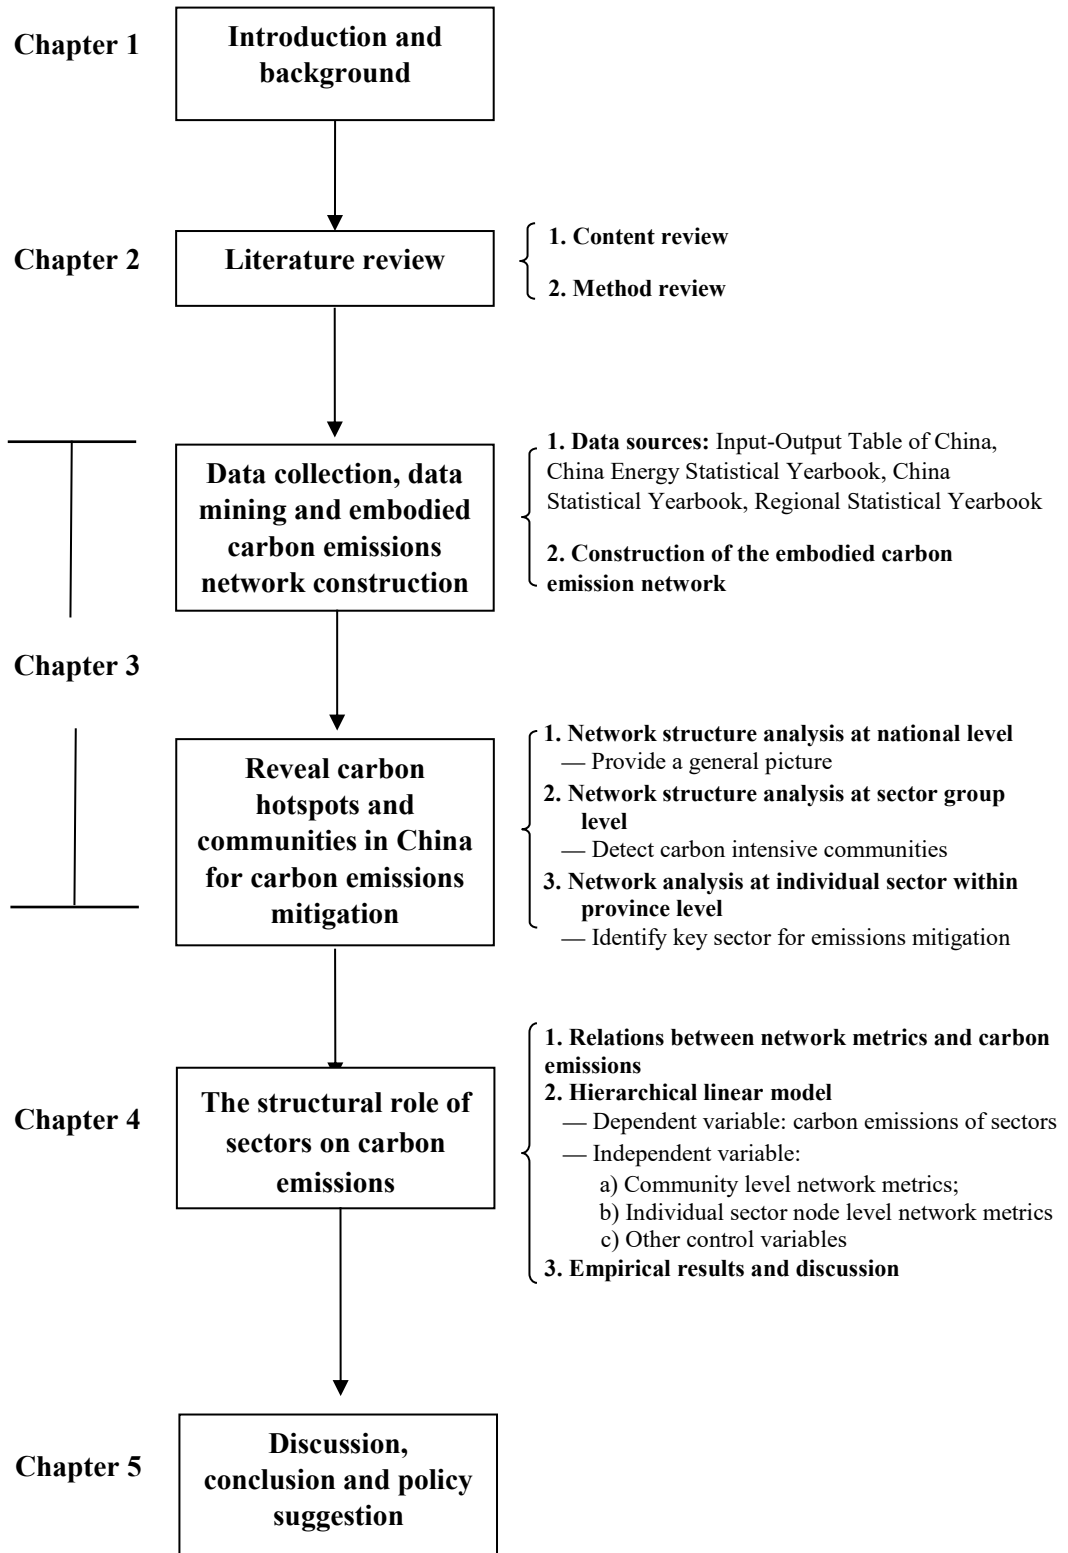 Chapter 1
Introduction and
background
Chapter 2
Literature review
1. Content review
2. Method review
Data collection, data
mining and embodied
carbon emissions
network construction
1. Data sources: Input-Output Table of China,
China Energy Statistical Yearbook, China
Statistical Yearbook, Regional Statistical Yearbook
2. Construction of the embodied carbon
emission network
Chapter 3
Reveal carbon
hotspots and
communities in China
for carbon emissions
mitigation
1. Network structure analysis at national level
— Provide a general picture
2. Network structure analysis at sector group
level
— Detect carbon intensive communities
3. Network analysis at individual sector within
province level
— Identify key sector for emissions mitigation
Chapter 4
The structural role of
sectors on carbon
emissions
1. Relations between network metrics and carbon
emissions
2. Hierarchical linear model
— Dependent variable: carbon emissions of sectors
— Independent variable:
a) Community level network metrics;
b) Individual sector node level network metrics
c) Other control variables
3. Empirical results and discussion
Chapter 5
Discussion,
conclusion and policy
suggestion